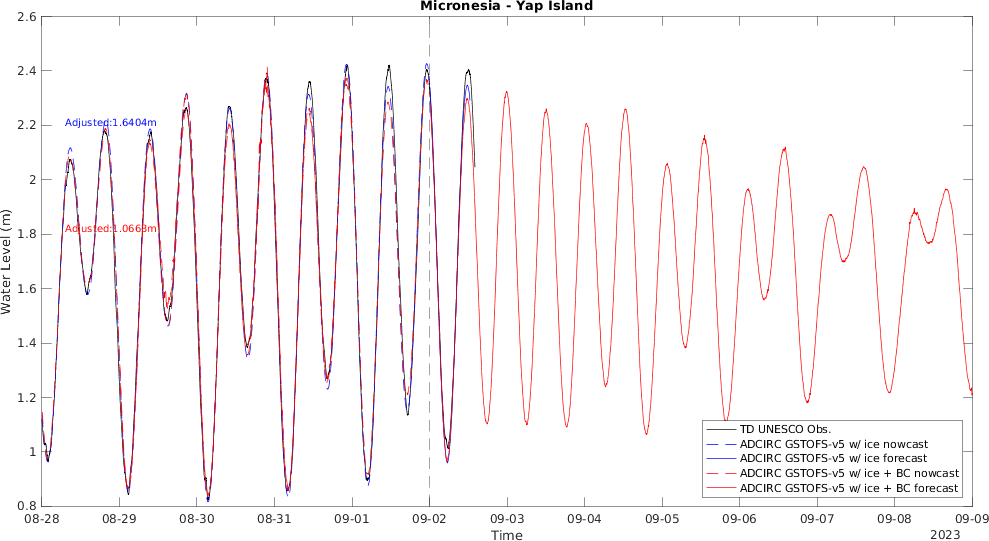 Micronesia - Yap Island
2.6
2.4
2.2
2
1.8
1.6
1.4
1.2
1
0.8
Water Level (m)
Adjusted:1.6404m
Adjusted:1.0663m
TD UNESCO Obs.
ADCIRC GSTOFS-v5 w/ ice nowcast
ADCIRC GSTOFS-v5 w/ ice forecast
ADCIRC GSTOFS-v5 w/ ice + BC nowcast
ADCIRC GSTOFS-v5 w/ ice + BC forecast
08-28 08-29 08-30 08-31 09-01 09-02 09-03 09-04 09-05 09-06 09-07 09-08 09-09
Time
2023